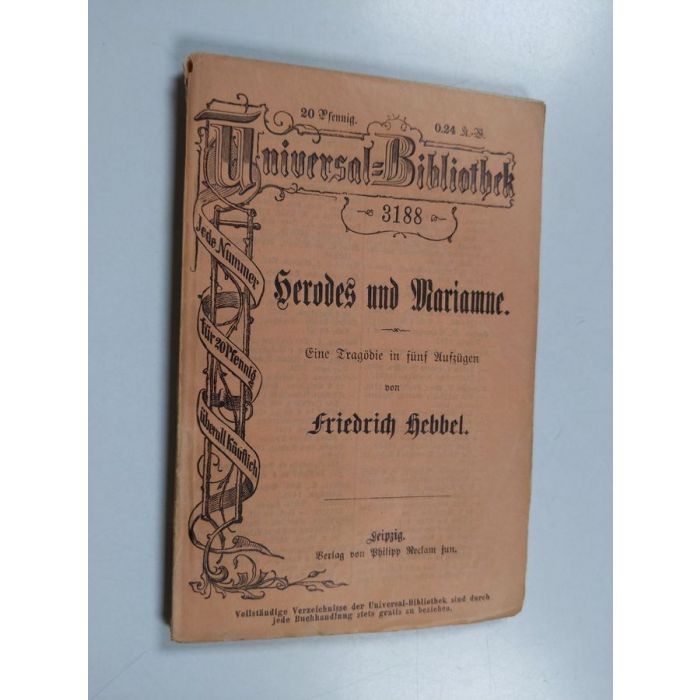 20 Pfennig. 0.24 K.-W.
Universal=Bibliothek
3188
Jede Nummer
für 20 Pfennig
überall käuflich
Herodes und Mariamne.
Eine Tragödie in fünf Aufzügen
von
Friedrich Hebbel.
Leipzig.
Verlag von Philipp Reclam jun.
Vollständige Verzeichnisse der Universal-Bibliothek sind durch
jede Buchhandlung stets gratis zu beziehen.